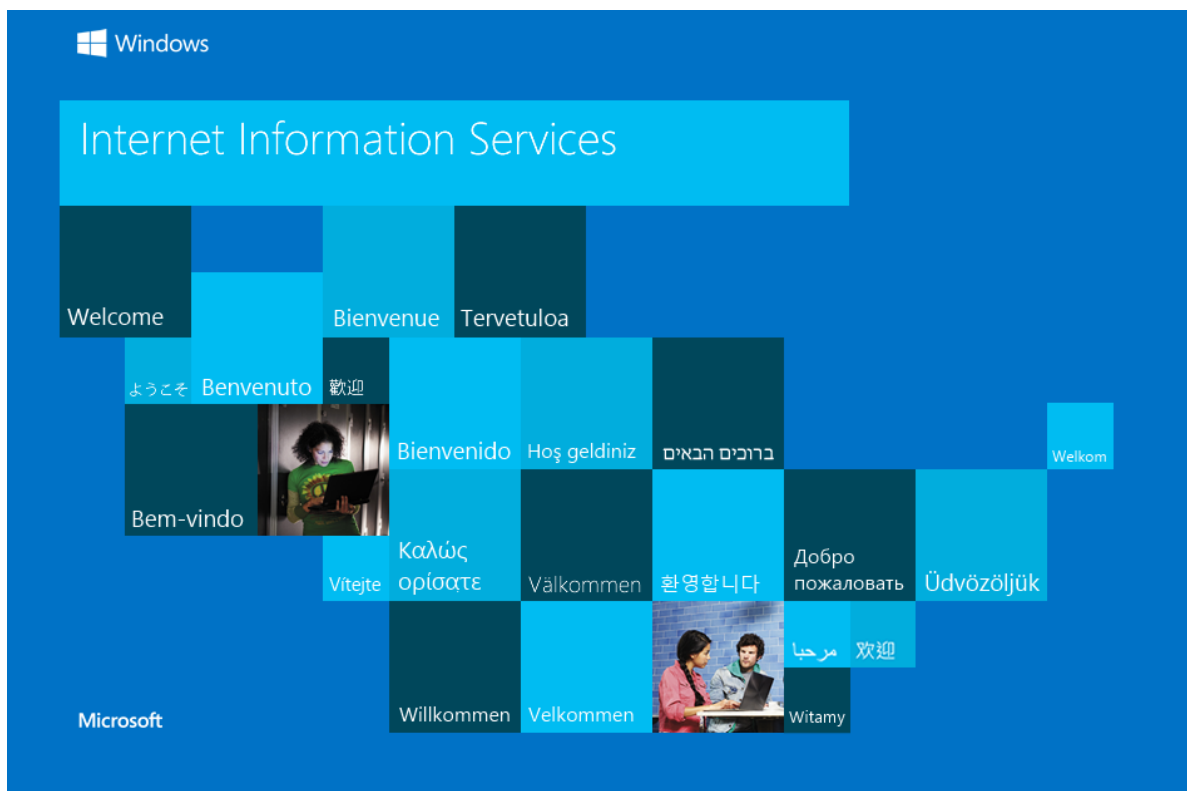 Windows
Internet Information Services
Welcome
Bienvenue
Tervetuloa
ようこそ
Benvenuto
歡迎
Bienvenido
Hoş geldiniz
ברוכים הבאים
Welkom
Bem-vindo
Vítejte
Καλώς
ορίσατε
Välkommen
환영합니다
Добро
пожаловать
Üdvözöljük
مرحبا
欢迎
Microsoft
Willkommen
Velkommen
Witamy